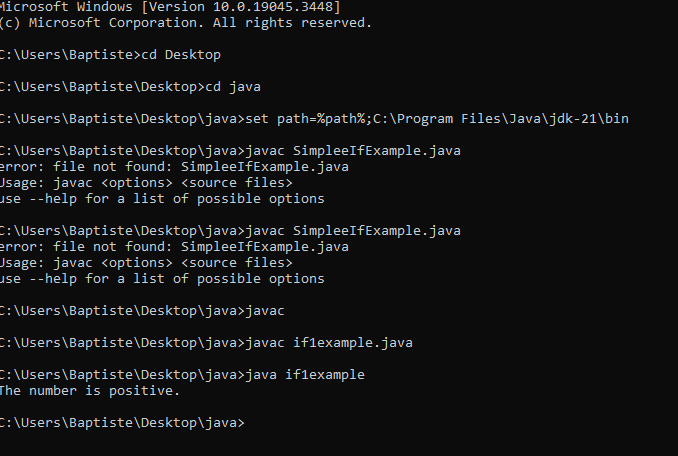 Microsoft Windows [Version 10.0.19045.3448]
(c) Microsoft Corporation. All rights reserved.
C:\Users\Baptiste>cd Desktop
C:\Users\Baptiste\Desktop>cd java
C:\Users\Baptiste\Desktop\java>set path=%path%;C:\Program Files\Java\jdk-21\bin
C:\Users\Baptiste\Desktop\java>javac SimpleeIfExample.java
error: file not found: SimpleeIfExample.java
Usage: javac <options> <source files>
use --help for a list of possible options
C:\Users\Baptiste\Desktop\java>javac SimpleeIfExample.java
error: file not found: SimpleeIfExample.java
Usage: javac <options> <source files>
use --help for a list of possible options
C:\Users\Baptiste\Desktop\java>javac
C:\Users\Baptiste\Desktop\java>javac if1example.java
C:\Users\Baptiste\Desktop\java>java if1example
The number is positive.
C:\Users\Baptiste\Desktop\java>